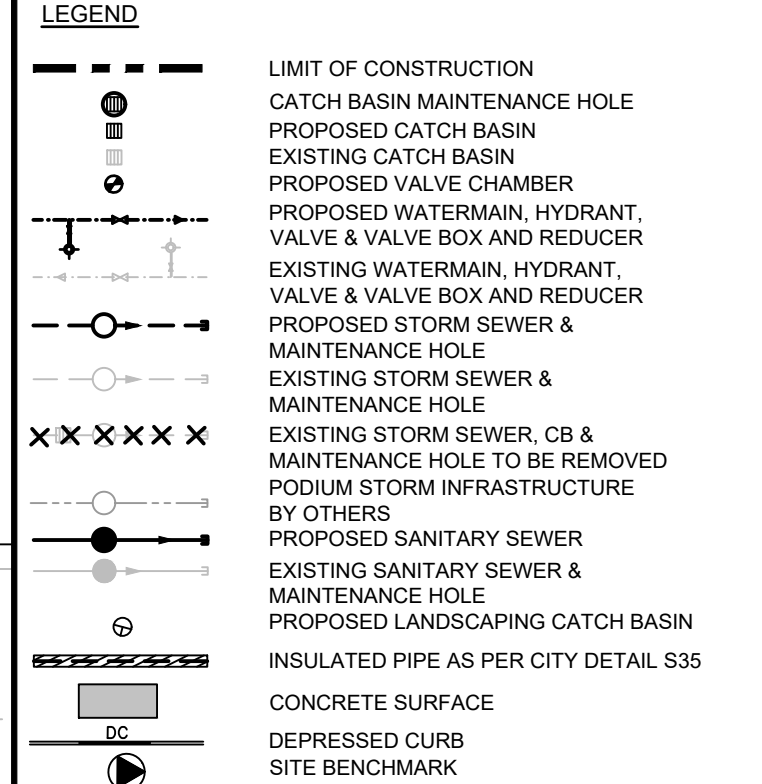 LEGEND
LIMIT OF CONSTRUCTION
CATCH BASIN MAINTENANCE HOLE
PROPOSED CATCH BASIN
EXISTING CATCH BASIN
PROPOSED VALVE CHAMBER
PROPOSED WATERMAIN, HYDRANT,
VALVE & VALVE BOX AND REDUCER
EXISTING WATERMAIN, HYDRANT,
VALVE & VALVE BOX AND REDUCER
PROPOSED STORM SEWER &
MAINTENANCE HOLE
EXISTING STORM SEWER &
MAINTENANCE HOLE
EXISTING STORM SEWER, CB &
MAINTENANCE HOLE TO BE REMOVED
PODIUM STORM INFRASTRUCTURE
BY OTHERS
PROPOSED SANITARY SEWER
EXISTING SANITARY SEWER &
MAINTENANCE HOLE
PROPOSED LANDSCAPING CATCH BASIN
INSULATED PIPE AS PER CITY DETAIL S35
CONCRETE SURFACE
DC
DEPRESSED CURB
SITE BENCHMARK